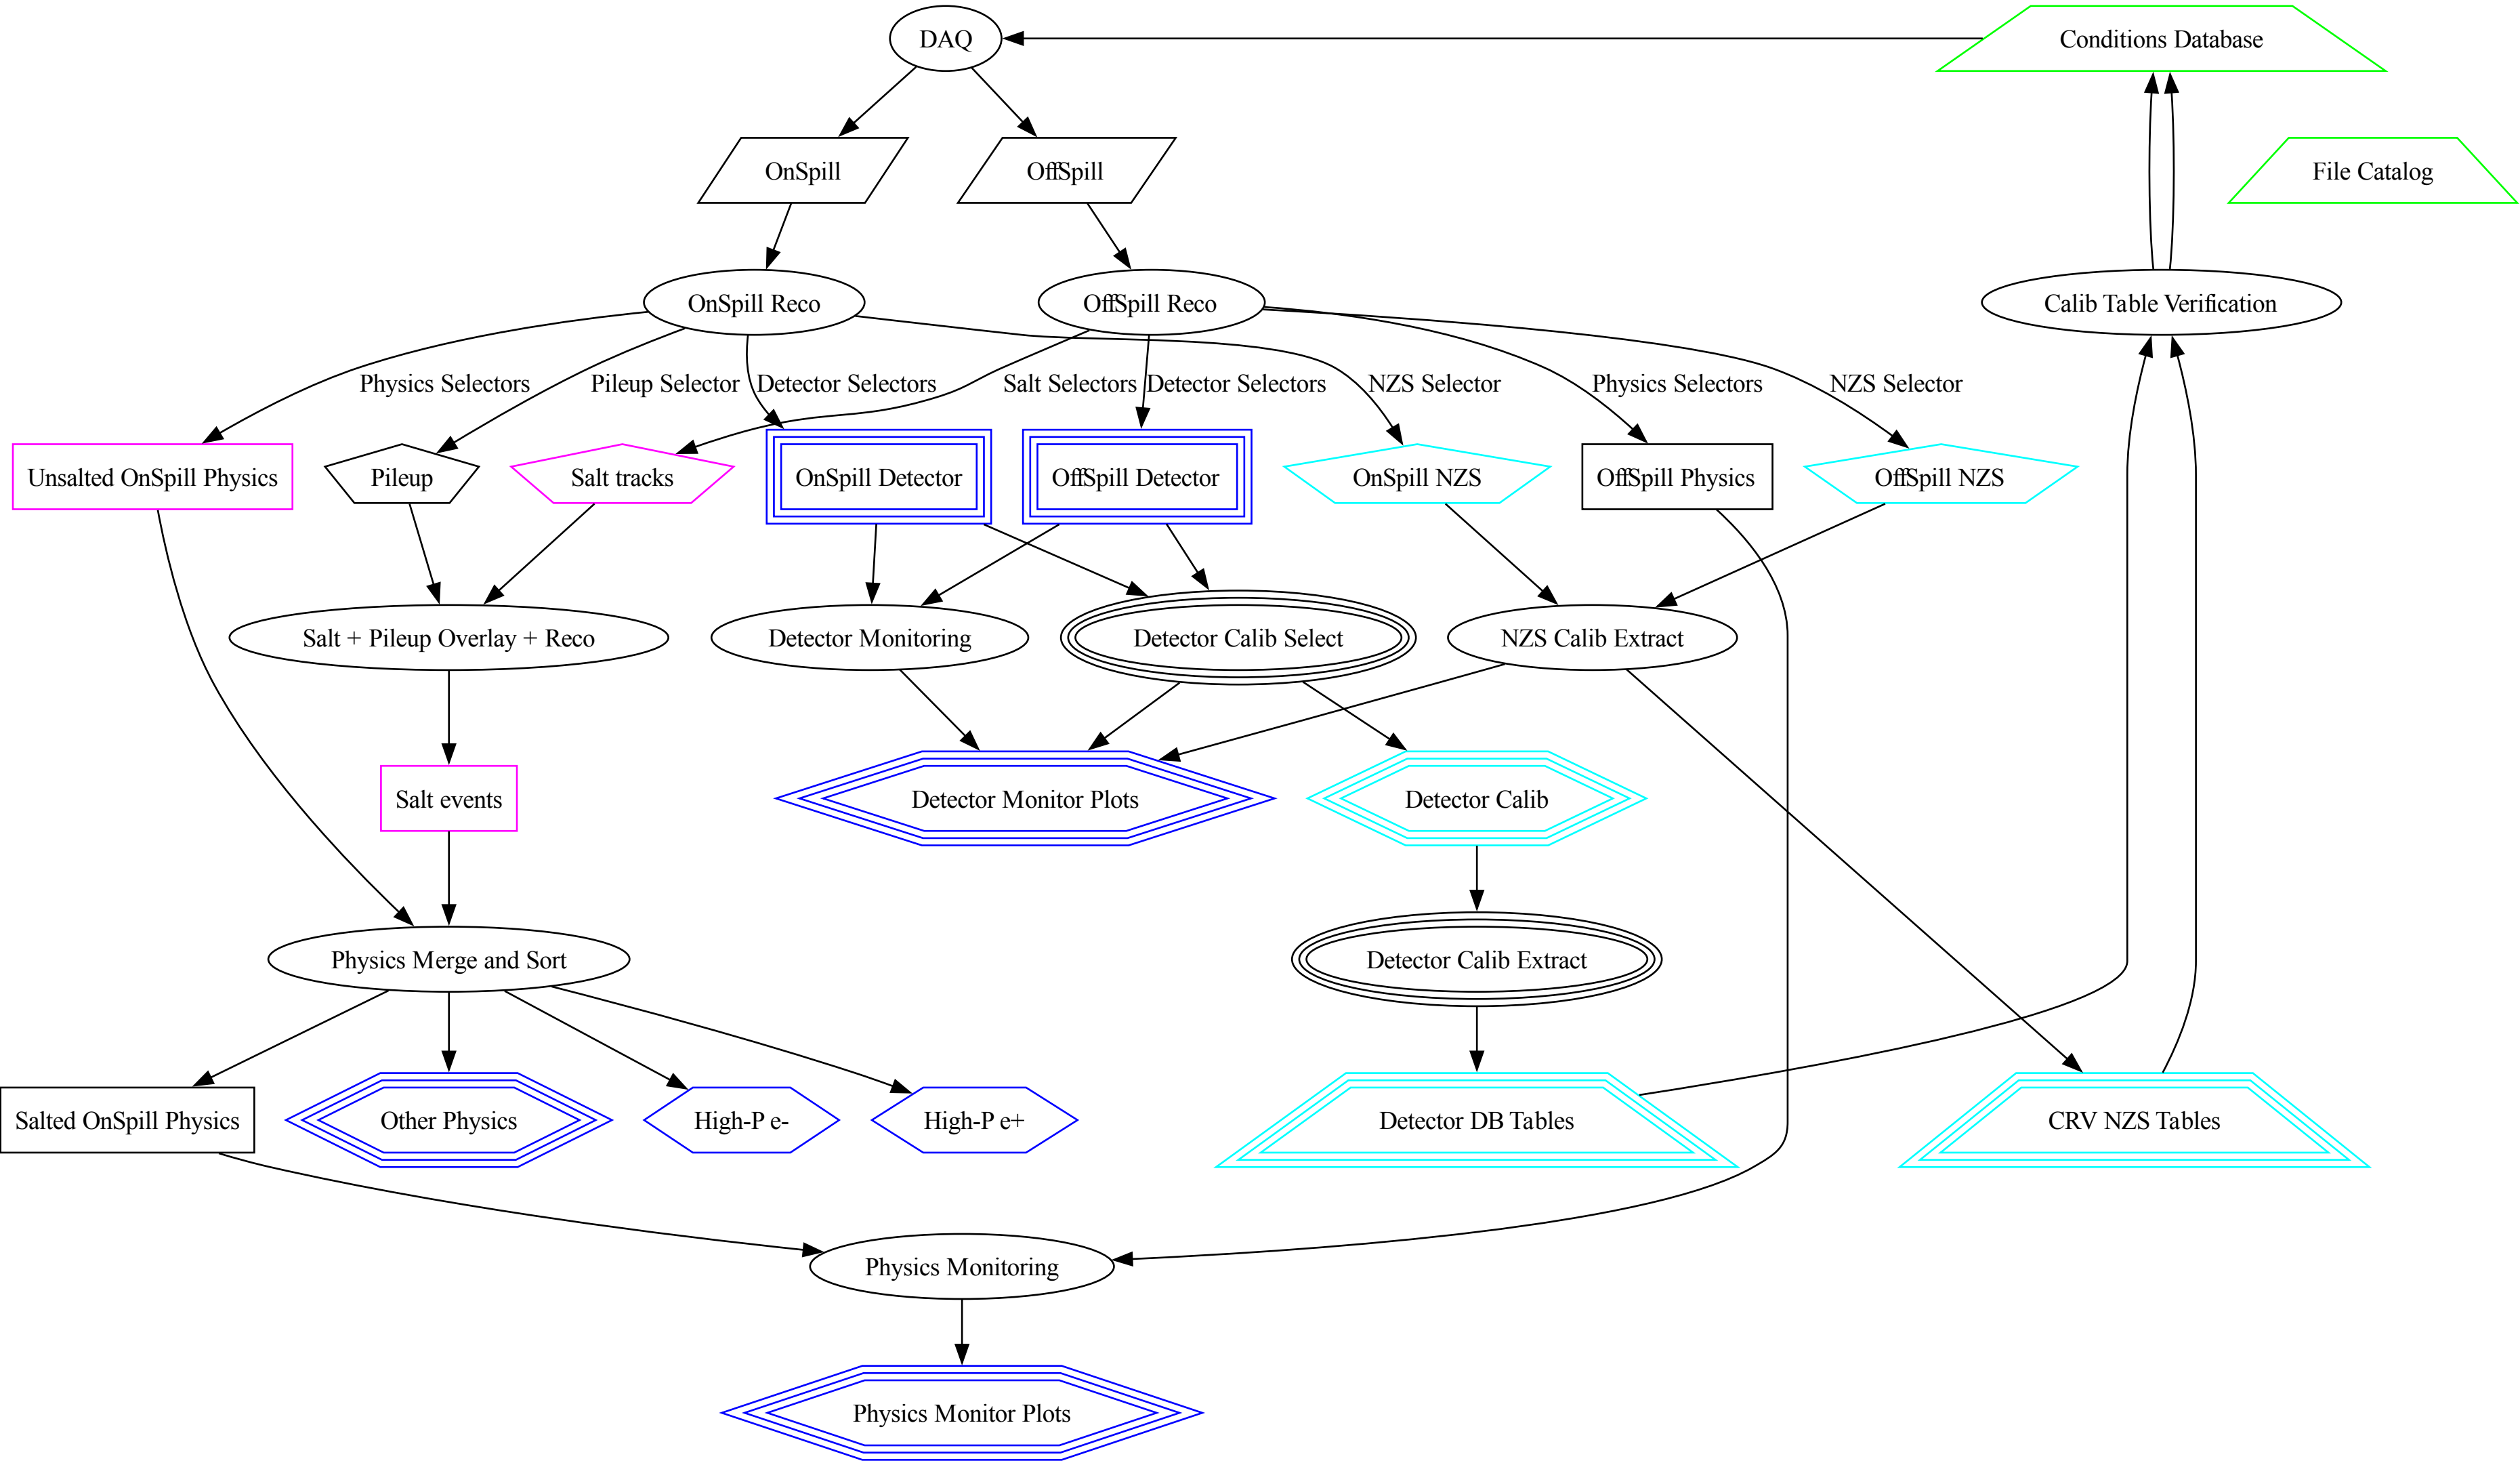 DAQ
Conditions Database
OnSpill
OffSpill
File Catalog
OnSpill Reco
OffSpill Reco
Calib Table Verification
Physics Selectors
Pileup Selector
Detector Selectors
Salt Selectors
Detector Selectors
NZS Selector
Physics Selectors
NZS Selector
Unsalted OnSpill Physics
Pileup
Salt tracks
OnSpill Detector
OffSpill Detector
OnSpill NZS
OffSpill Physics
OffSpill NZS
Salt + Pileup Overlay + Reco
Detector Monitoring
Detector Calib Select
NZS Calib Extract
Salt events
Detector Monitor Plots
Detector Calib
Physics Merge and Sort
Detector Calib Extract
Salted OnSpill Physics
Other Physics
High-P e-
High-P e+
Detector DB Tables
CRV NZS Tables
Physics Monitoring
Physics Monitor Plots